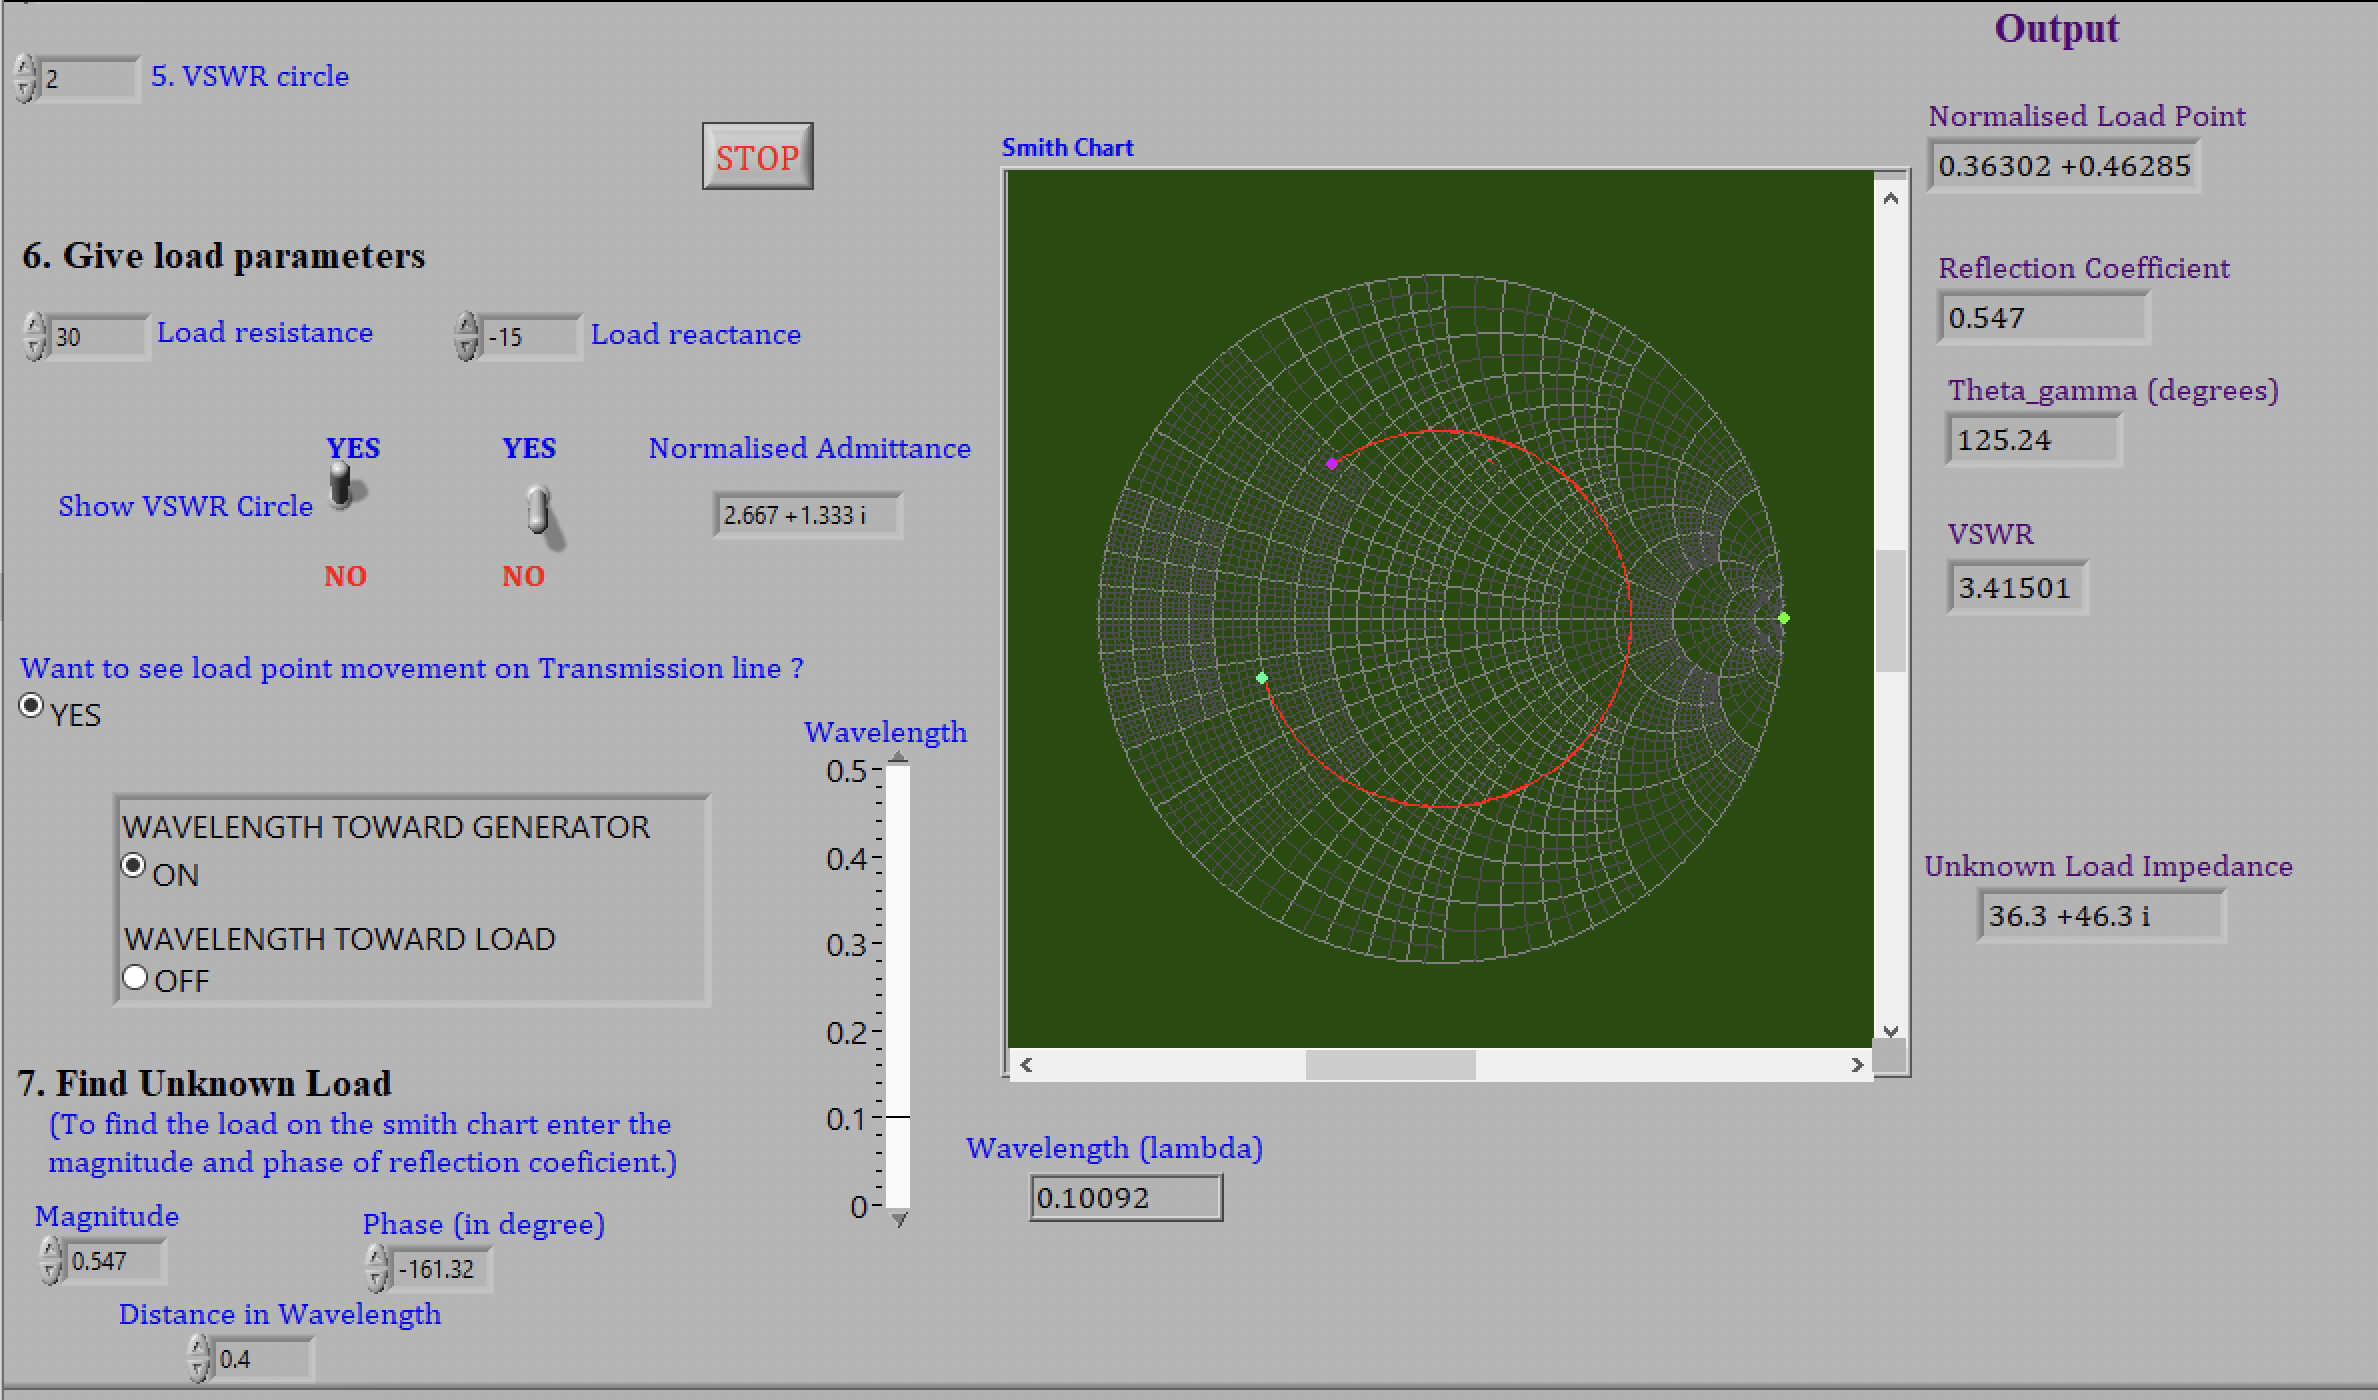 Output
2
5. VSWR circle
STOP
Smith Chart
Normalised Load Point
0.36302 +0.46285
6. Give load parameters
30
Load resistance
-15
Load reactance
Reflection Coefficient
0.547
Theta_gamma (degrees)
125.24
YES
YES
Normalised Admittance
Show VSWR Circle
2.667 +1.333 i
NO
NO
VSWR
3.41501
Want to see load point movement on Transmission line ?
YES
WAVELENGTH TOWARD GENERATOR
ON
WAVELENGTH TOWARD LOAD
OFF
Wavelength
0.5
0.4
0.3
0.2
0.1
0
Unknown Load Impedance
36.3 +46.3 i
7. Find Unknown Load
(To find the load on the smith chart enter the
magnitude and phase of reflection coeficient.)
Wavelength (lambda)
0.10092
Magnitude
0.547
Phase (in degree)
-161.32
Distance in Wavelength
0.4